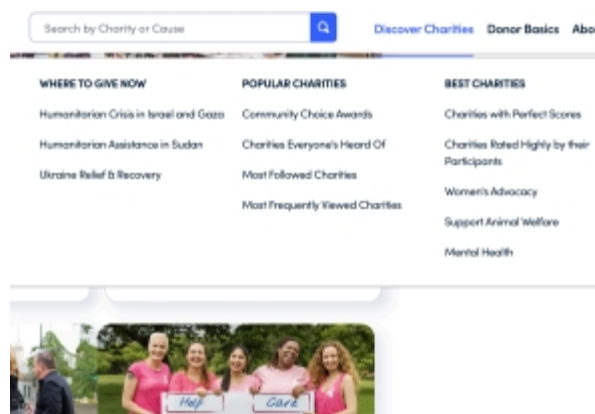 Search by Charity or Cause
Discover Charities
Donor Basics
Abo
WHERE TO GIVE NOW
Humanitarian Crisis in Israel and Gaza
Humanitarian Assistance in Sudan
Ukraine Relief & Recovery
POPULAR CHARITIES
Community Choice Awards
Charities Everyone's Heard Of
Most Followed Charities
Most Frequently Viewed Charities
BEST CHARITIES
Charities with Perfect Scores
Charities Rated Highly by their
Participants
Women's Advocacy
Support Animal Welfare
Mental Health
Help
Care